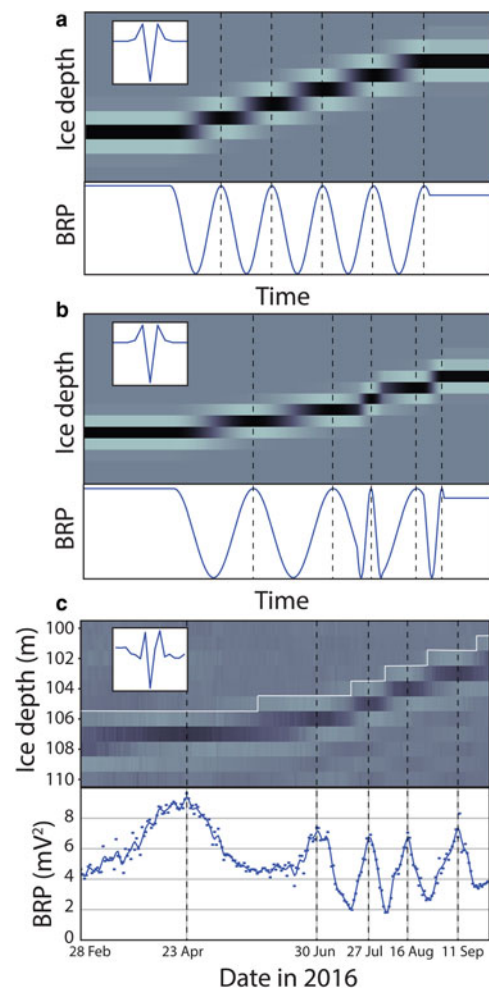 a
Ice depth
BRP
Time
b
Ice depth
BRP
Time
c
Ice depth (m)
100
102
104
106
108
110
BRP (mV²)
8
6
4
2
0
28 Feb 23 Apr 30 Jun 27 Jul 16 Aug 11 Sep
Date in 2016